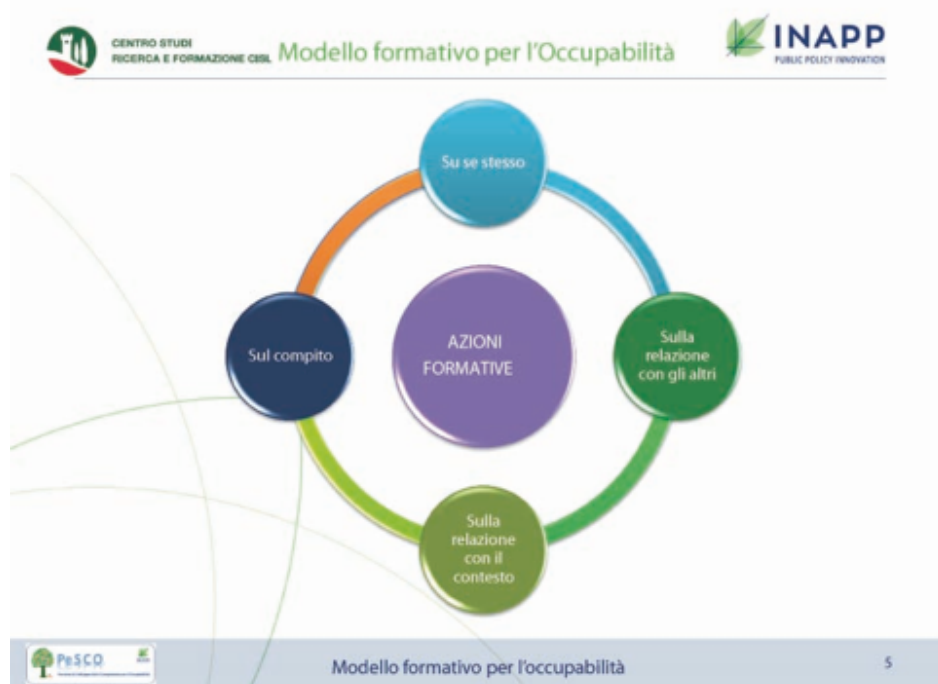 CENTRO STUDI
RICERCA E FORMAZIONE CISL
Modello formativo per l'Occupabilità
INAPP
PUBLIC POLICY INNOVATION
Su se stesso
Sul compito
AZIONI
FORMATIVE
Sulla
relazione
con gli altri
Sulla
relazione
con il
contesto
PeSCO
Modello formativo per l'occupabilità
5